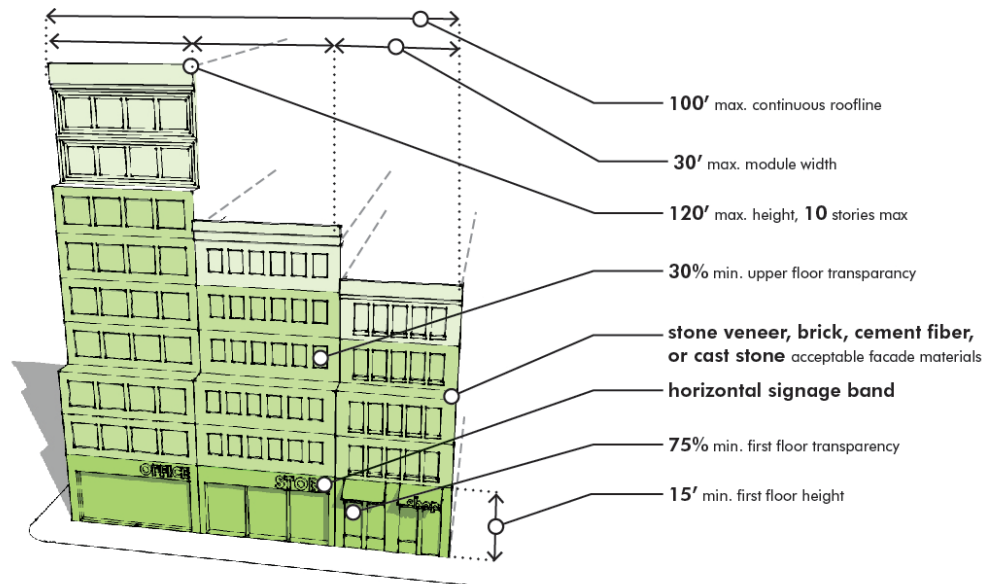 100′ max. continuous roofline
30′ max. module width
120′ max. height, 10 stories max
30% min. upper floor transparancy
stone veneer, brick, cement fiber,
or cast stone acceptable facade materials
horizontal signage band
75% min. first floor transparency
15′ min. first floor height
OFFICE
STOR
shop